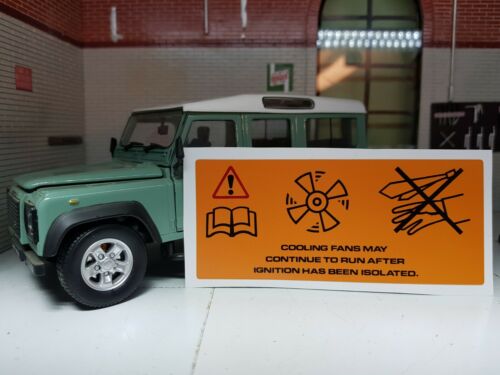 COOLING FANS MAY
CONTINUE TO RUN AFTER
IGNITION HAS BEEN ISOLATED.